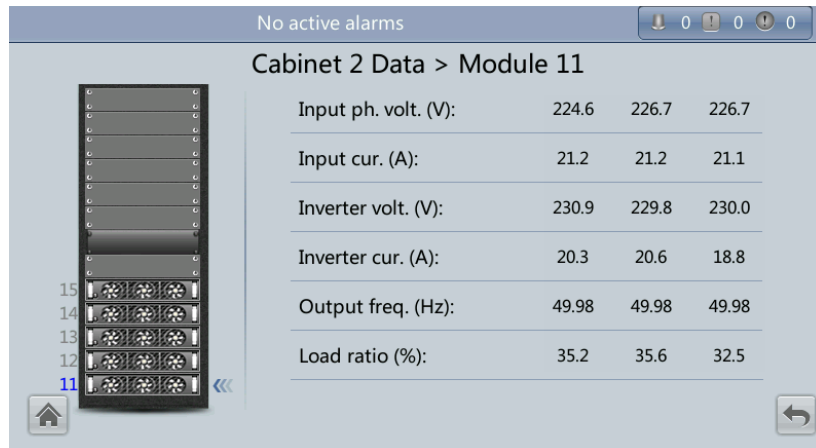 No active alarms
0 0 0
Cabinet 2 Data > Module 11
Input ph. volt. (V): 224.6 226.7 226.7
Input cur. (A): 21.2 21.2 21.1
Inverter volt. (V): 230.9 229.8 230.0
Inverter cur. (A): 20.3 20.6 18.8
Output freq. (Hz): 49.98 49.98 49.98
Load ratio (%): 35.2 35.6 32.5
15
14
13
12
11